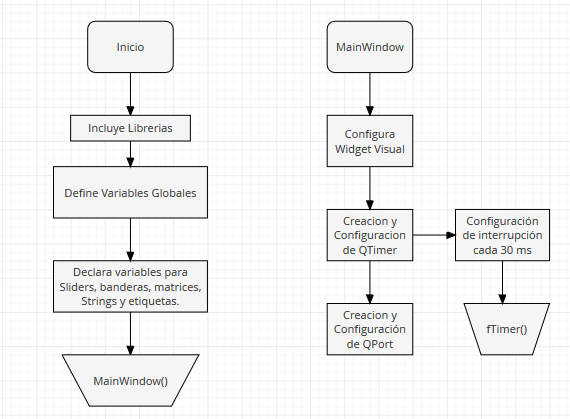 Inicio
Incluye Librerias
Define Variables Globales
Declara variables para
Sliders, banderas, matrices,
Strings y etiquetas.
MainWindow()
MainWindow
Configura
Widget Visual
Creacion y
Configuracion
de QTimer
Configuración
de interrupción
cada 30 ms
Creacion y
Configuración
de QPort
fTimer()